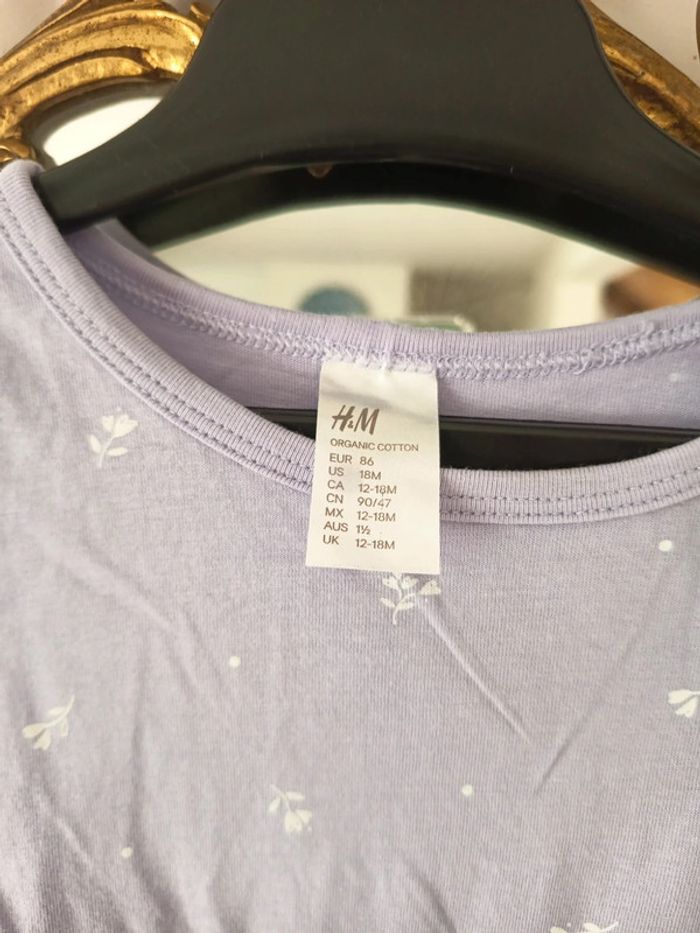 H&M
ORGANIC COTTON
EUR 86
US 18M
CA 12-18M
CN 90/47
MX 12-18M
AUS 1½
UK 12-18M